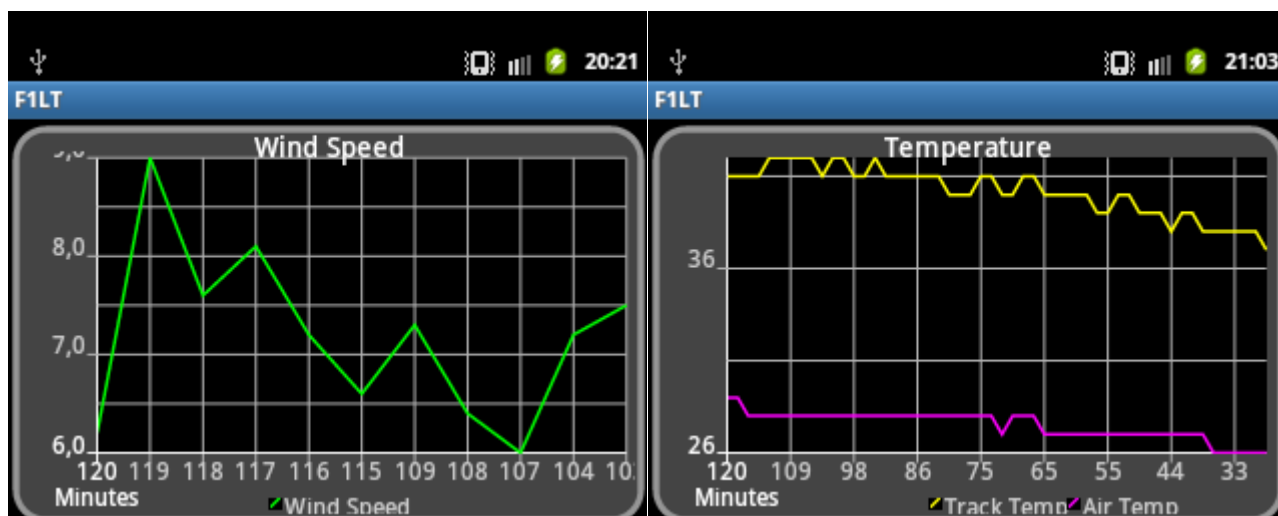 20:21
F1LT
Wind Speed
9,0
8,0
7,0
6,0
120 119 118 117 116 115 109 108 107 104
Minutes
Wind Speed
21:03
F1LT
Temperature
36
26
120 109 98 86 75 65 55 44 33
Minutes
Track Temp Air Temp